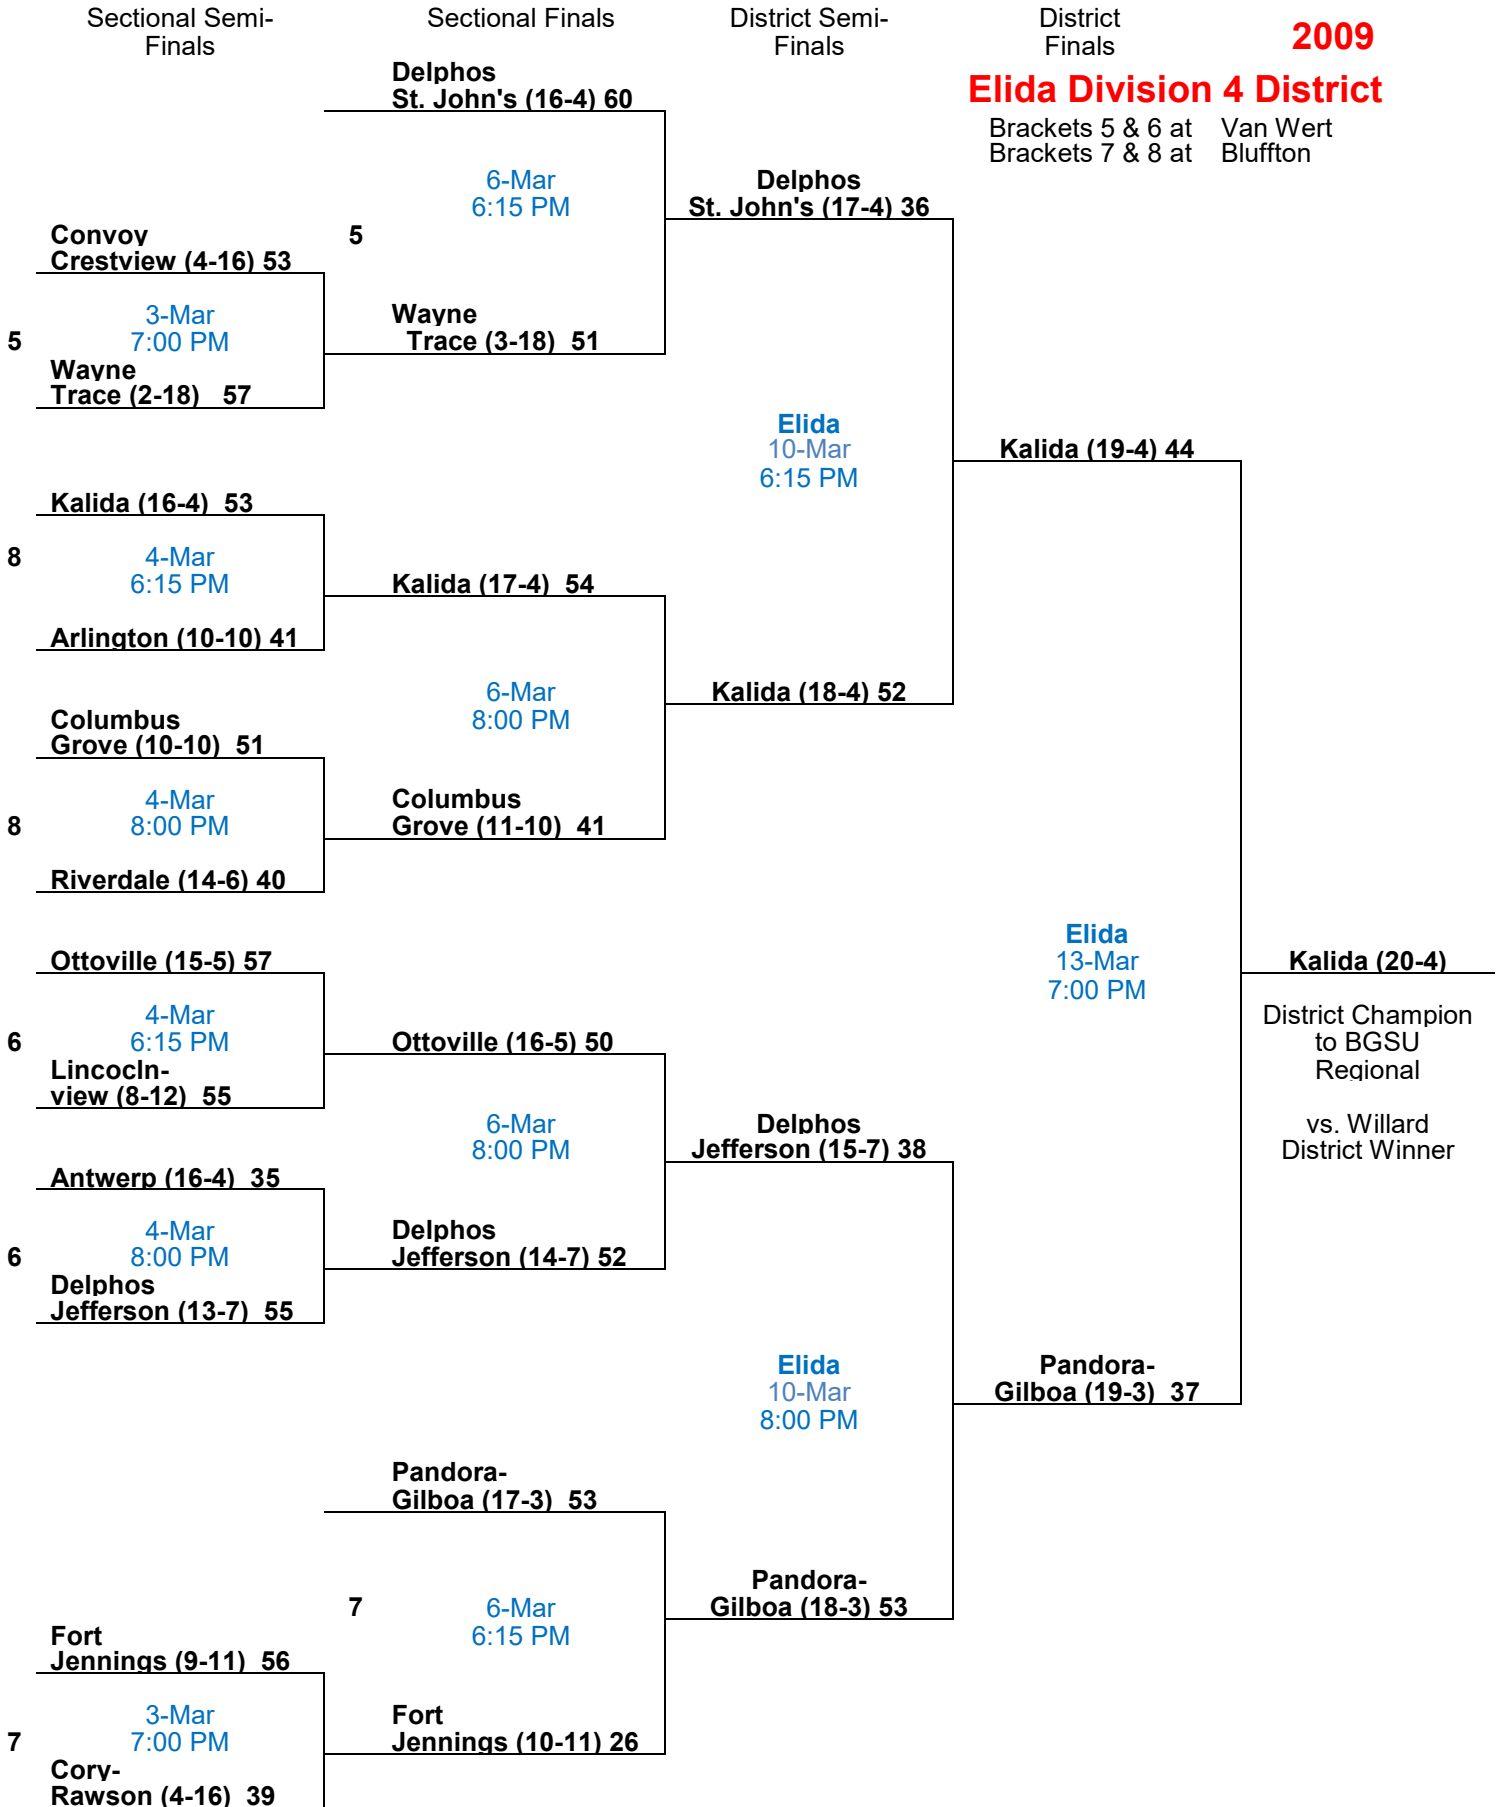 Sectional Semi-
Finals
Sectional Finals
District Semi-
Finals
District
Finals
2009
Elida Division 4 District
Brackets 5 & 6 at Van Wert
Brackets 7 & 8 at Bluffton
Delphos
St. John's (16-4) 60
6-Mar
6:15 PM
5
Delphos
St. John's (17-4) 36
Convoy
Crestview (4-16) 53
3-Mar
7:00 PM
5
Wayne
Trace (2-18) 57
Wayne
Trace (3-18) 51
Elida
10-Mar
6:15 PM
Kalida (19-4) 44
Kalida (16-4) 53
8
4-Mar
6:15 PM
Arlington (10-10) 41
Kalida (17-4) 54
6-Mar
8:00 PM
Kalida (18-4) 52
Columbus
Grove (10-10) 51
4-Mar
8:00 PM
8
Riverdale (14-6) 40
Columbus
Grove (11-10) 41
Elida
13-Mar
7:00 PM
Kalida (20-4)
District Champion
to BGSU
Regional
vs. Willard
District Winner
Ottoville (15-5) 57
4-Mar
6:15 PM
6
Lincocln-
view (8-12) 55
Ottoville (16-5) 50
6-Mar
8:00 PM
Delphos
Jefferson (15-7) 38
Antwerp (16-4) 35
4-Mar
8:00 PM
6
Delphos
Jefferson (13-7) 55
Delphos
Jefferson (14-7) 52
Elida
10-Mar
8:00 PM
Pandora-
Gilboa (19-3) 37
Pandora-
Gilboa (17-3) 53
7
6-Mar
6:15 PM
Pandora-
Gilboa (18-3) 53
Fort
Jennings (9-11) 56
3-Mar
7:00 PM
7
Cory-
Rawson (4-16) 39
Fort
Jennings (10-11) 26